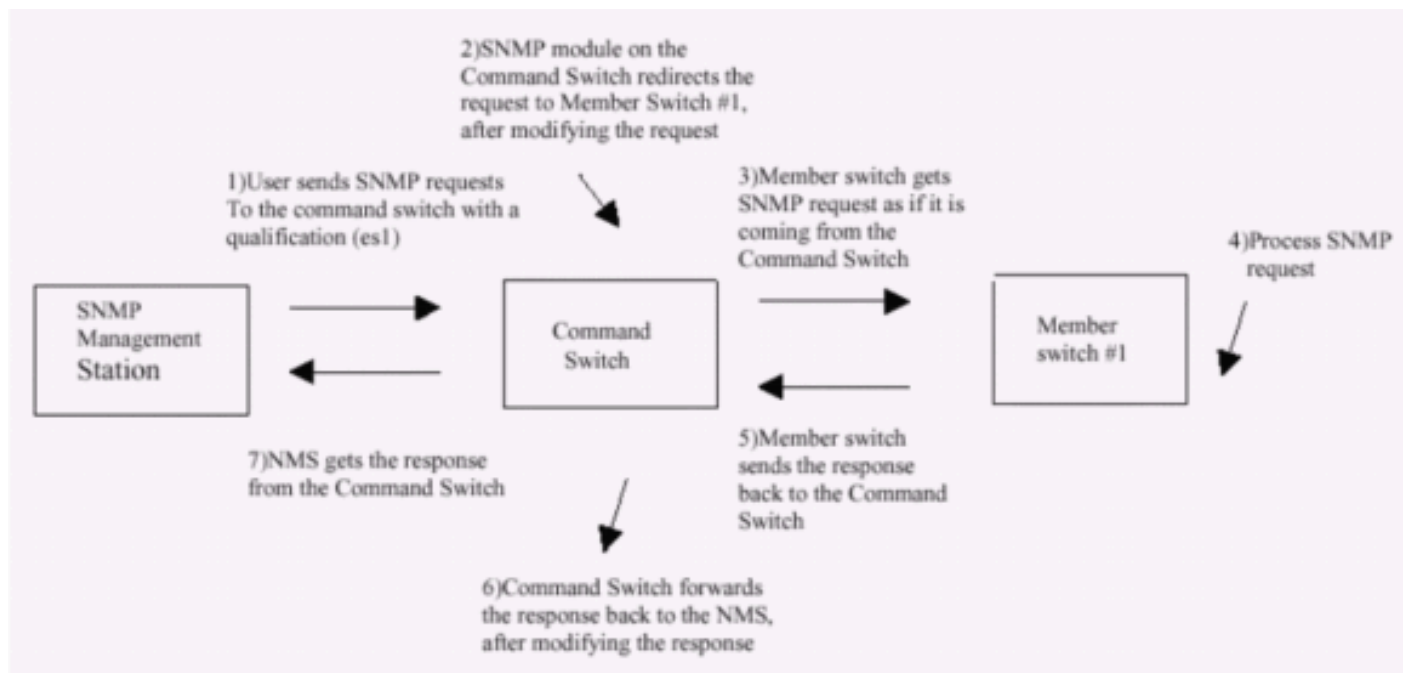 2)SNMP module on the
Command Switch redirects the
request to Member Switch #1,
after modifying the request
1)User sends SNMP requests
To the command switch with a
qualification (es1)
3)Member switch gets
SNMP request as if it is
coming from the
Command Switch
4)Process SNMP
request
SNMP
Management
Station
Command
Switch
Member
switch #1
7)NMS gets the response
from the Command Switch
5)Member switch
sends the response
back to the Command
Switch
6)Command Switch forwards
the response back to the NMS,
after modifying the response